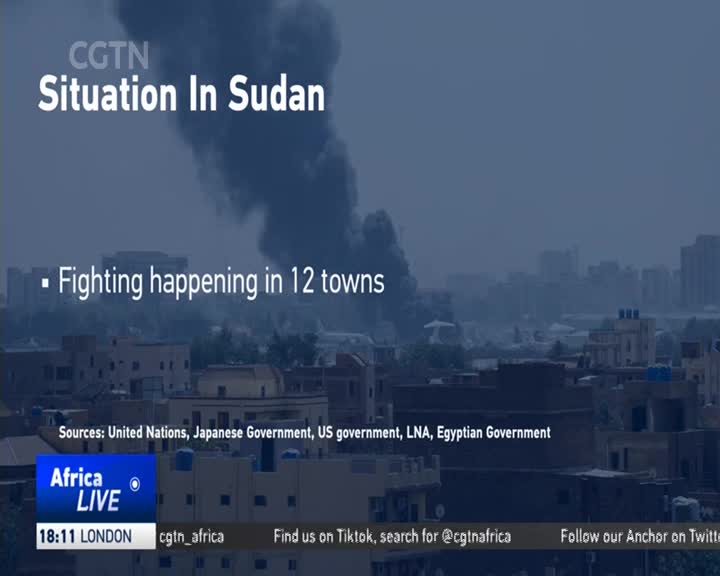 CGTN
Situation In Sudan
▪ Fighting happening in 12 towns
Sources: United Nations, Japanese Government, US government, LNA, Egyptian Government
Africa
LIVE
18:11 LONDON cgtn_africa Find us on Tiktok, search for @cgtnafrica Follow our Anchor on Twitte